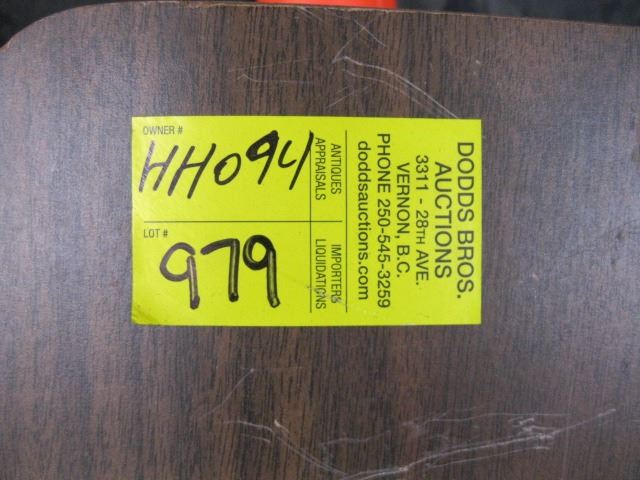 OWNER #
HHO94
LOT #
979
ANTIQUES
APPRAISALS
IMPORTERS
LIQUIDATIONS
DODDS BROS.
AUCTIONS
3311 - 28TH AVE.
VERNON, B.C.
PHONE 250-545-3259
doddsauctions.com